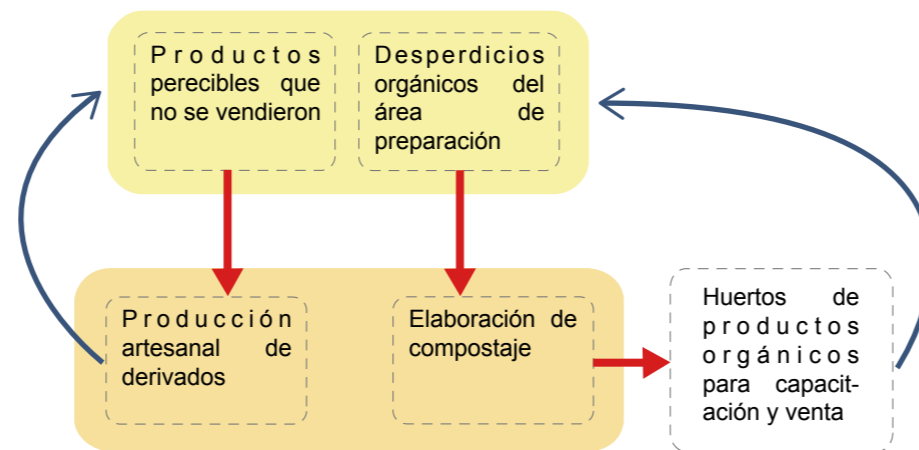 Productos
perecibles que
no se vendieron
Desperdicios
orgánicos del
área de
preparación
Producción
artesanal de
derivados
Elaboración de
compostaje
Huertos de
productos
orgánicos
para capacit-
ación y venta